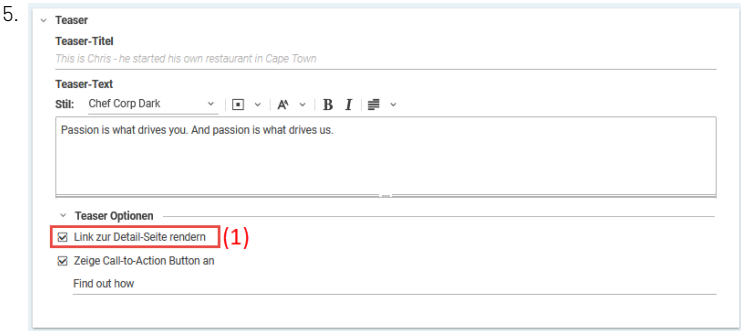 5.
Teaser
Teaser-Titel
This is Chris - he started his own restaurant in Cape Town
Teaser-Text
Stil: Chef Corp Dark A^ B I
Passion is what drives you. And passion is what drives us.
Teaser Optionen
Link zur Detail-Seite rendern (1)
Zeige Call-to-Action Button an
Find out how